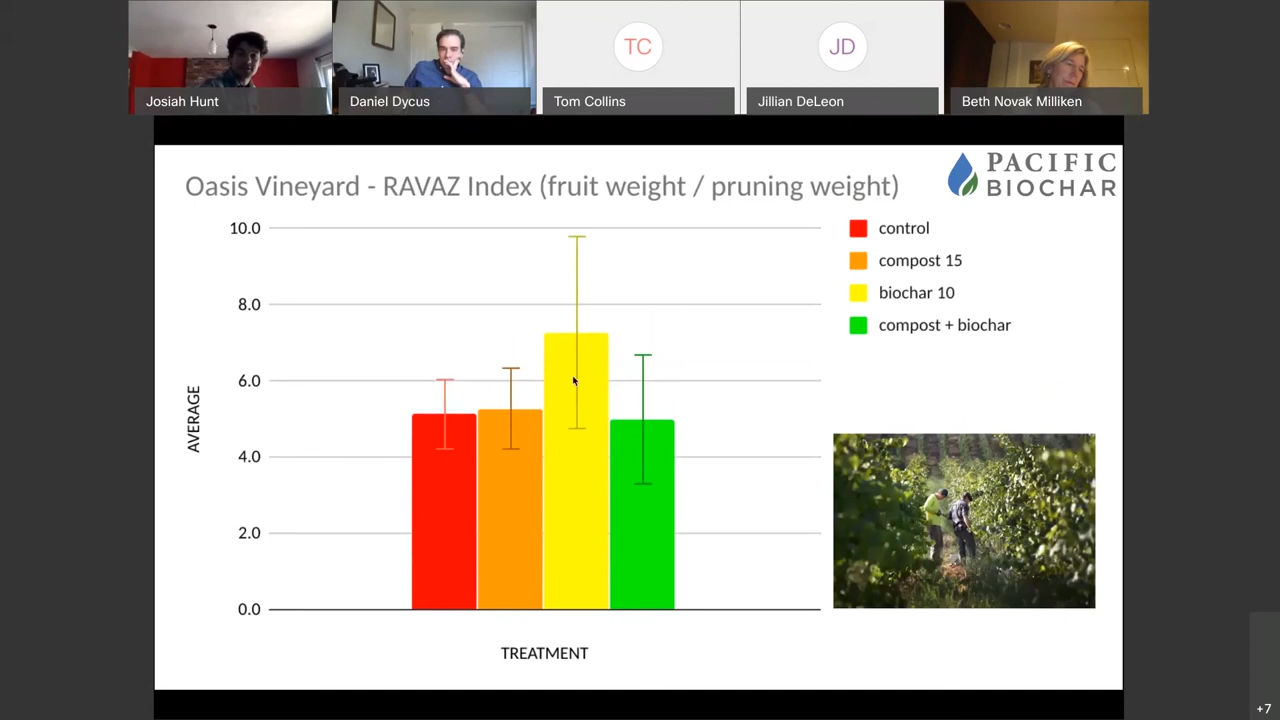 TC
JD
Josiah Hunt
Daniel Dycus
Tom Collins
Jillian DeLeon
Beth Novak Milliken
PACIFIC
BIOCHAR
Oasis Vineyard - RAVAZ Index (fruit weight / pruning weight)
10.0
8.0
6.0
4.0
2.0
0.0
AVERAGE
TREATMENT
control
compost 15
biochar 10
compost + biochar
+7